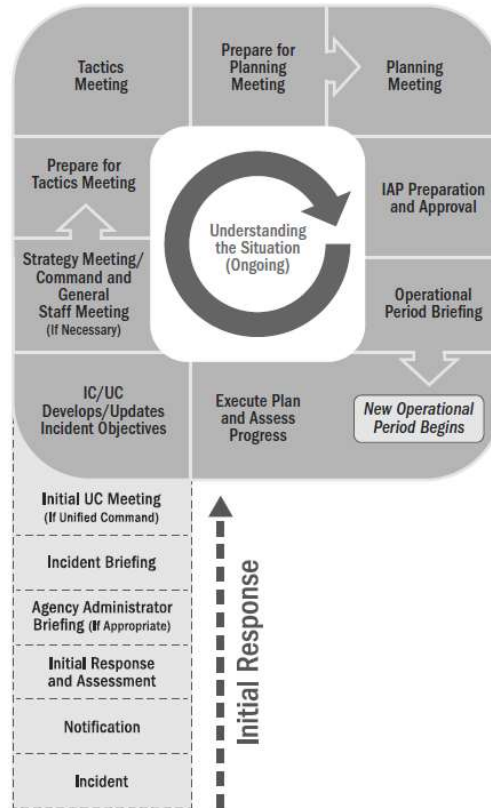 Tactics
Meeting
Prepare for
Planning
Meeting
Planning
Meeting
Prepare for
Tactics Meeting
Understanding
the Situation
(Ongoing)
IAP Preparation
and Approval
Strategy Meeting/
Command and
General
Staff Meeting
(If Necessary)
Operational
Period Briefing
IC/UC
Develops/Updates
Incident Objectives
Execute Plan
and Assess
Progress
New Operational
Period Begins
Initial UC Meeting
(If Unified Command)
Incident Briefing
Agency Administrator
Briefing (If Appropriate)
Initial Response
and Assessment
Notification
Incident
Initial Response